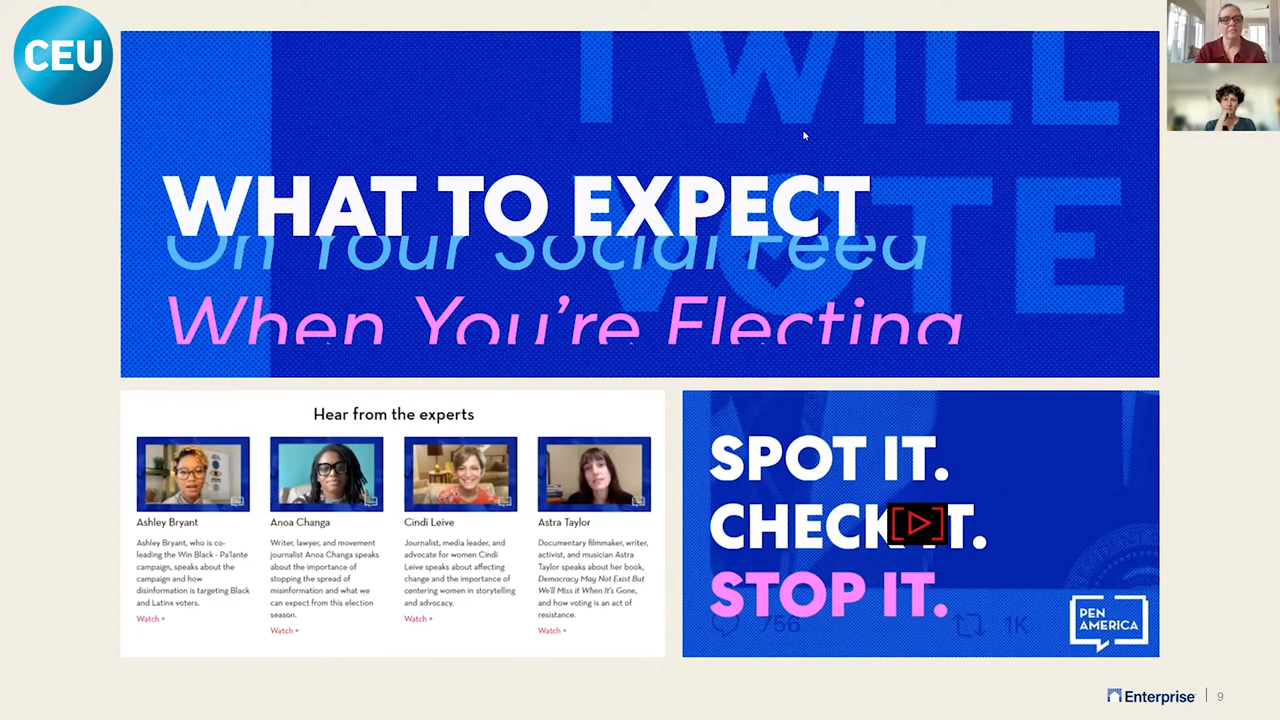 CEU
I WILL
VOTE
WHAT TO EXPECT
On Your Social Feed
When You're Electing
Hear from the experts
Ashley Bryant
Ashley Bryant, who is co-
leading the Win Black - Pa'lante
campaign, speaks about the
campaign and how
disinformation is targeting Black
and Latinx voters.
Watch »
Anoa Changa
Writer, lawyer, and movement
journalist Anoa Changa speaks
about the importance of
stopping the spread of
misinformation and what we
can expect from this election
season.
Watch »
Cindi Leive
Journalist, media leader, and
advocate for women Cindi
Leive speaks about affecting
change and the importance of
centering women in storytelling
and advocacy.
Watch »
Astra Taylor
Documentary filmmaker, writer,
activist, and musician Astra
Taylor speaks about her book,
Democracy May Not Exist But
We'll Miss it When It's Gone,
and how voting is an act of
resistance.
Watch »
SPOT IT.
CHECK IT.
STOP IT.
756 1K
PEN
AMERICA
Enterprise | 9